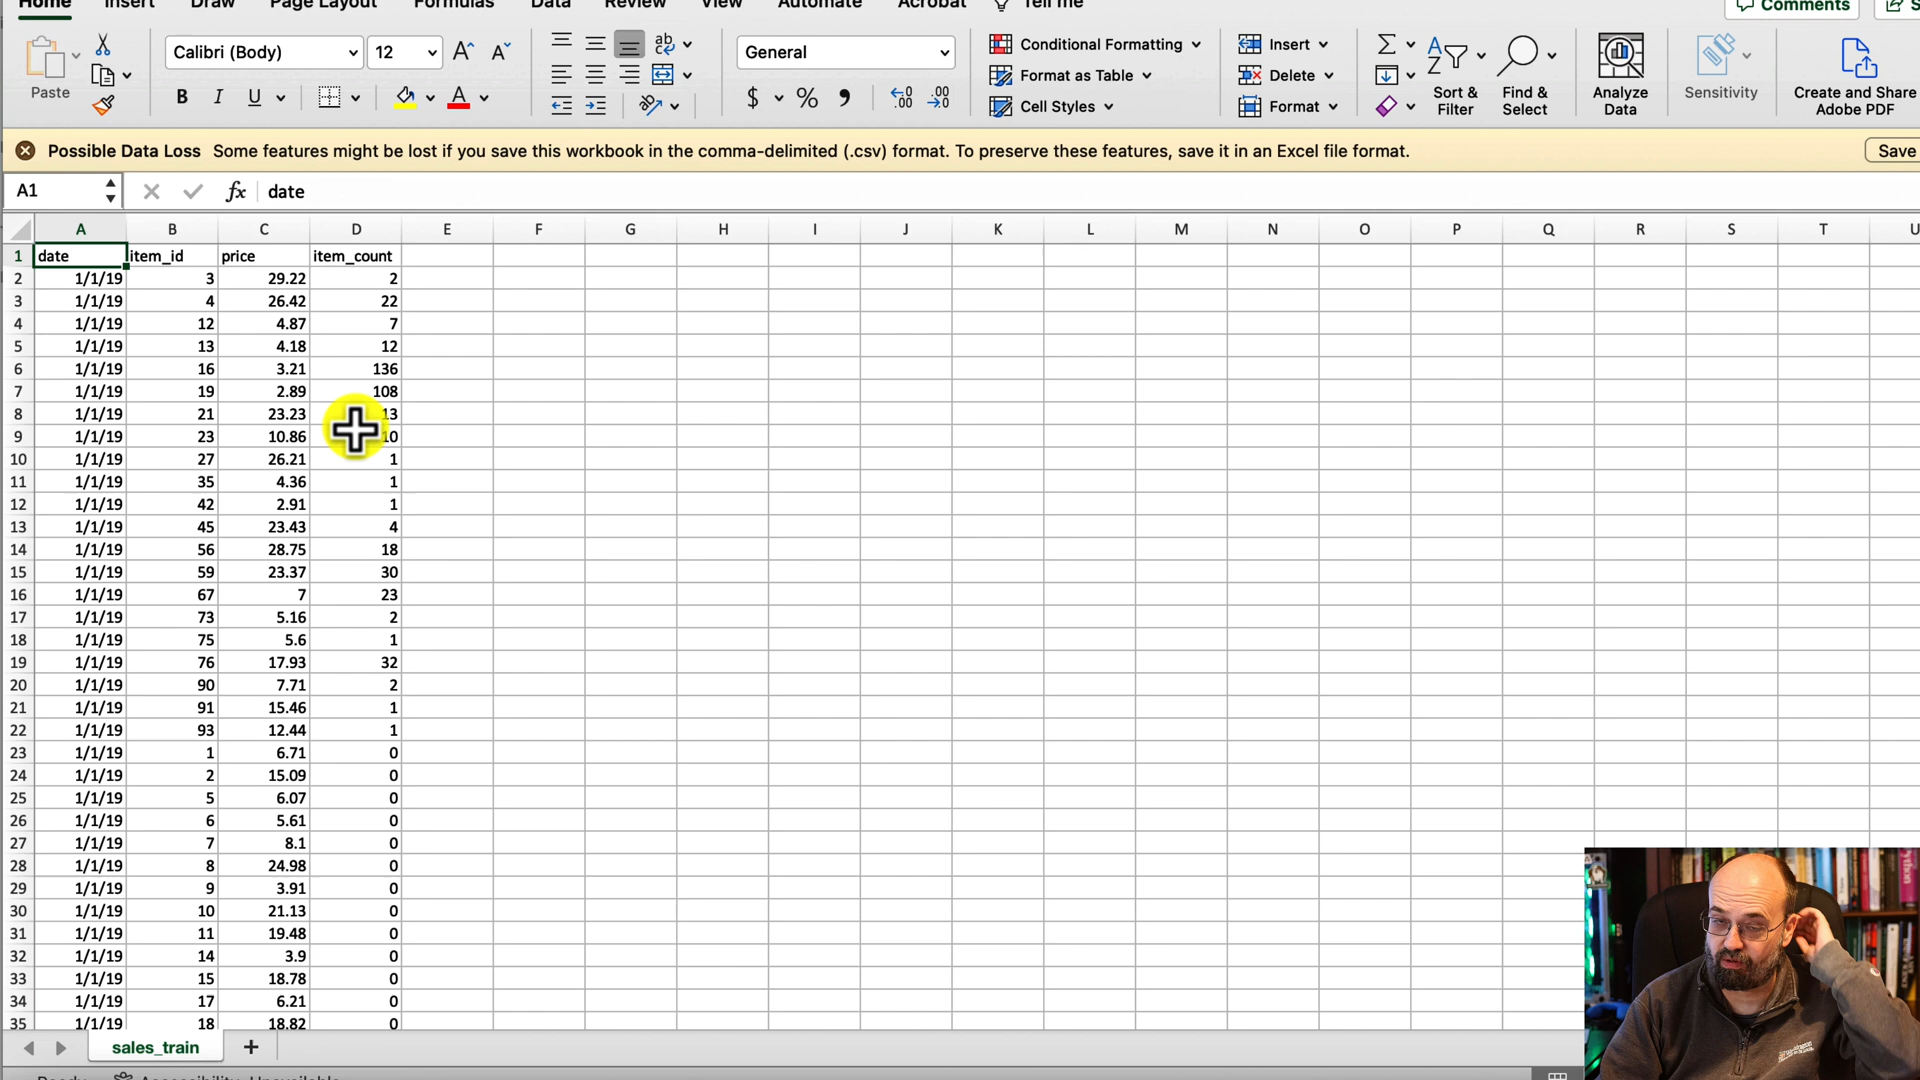 Home Insert Draw Page Layout Formulas Data Review View Automate Acrobat Tell me Comments S
Paste
Calibri (Body) 12 A A ab
B I U A
General
$ % 9 .00 .00
Conditional Formatting
Format as Table
Cell Styles
Insert
Delete
Format
Sort & Filter
Find & Select
Analyze Data
Sensitivity
Create and Share Adobe PDF
Possible Data Loss Some features might be lost if you save this workbook in the comma-delimited (.csv) format. To preserve these features, save it in an Excel file format. Save
A1 fx date
A B C D E F G H I J K L M N O P Q R S T U
1 date item_id price item_count
2 1/1/19 3 29.22 2
3 1/1/19 4 26.42 22
4 1/1/19 12 4.87 7
5 1/1/19 13 4.18 12
6 1/1/19 16 3.21 136
7 1/1/19 19 2.89 108
8 1/1/19 21 23.23 13
9 1/1/19 23 10.86 10
10 1/1/19 27 26.21 1
11 1/1/19 35 4.36 1
12 1/1/19 42 2.91 1
13 1/1/19 45 23.43 4
14 1/1/19 56 28.75 18
15 1/1/19 59 23.37 30
16 1/1/19 67 7 23
17 1/1/19 73 5.16 2
18 1/1/19 75 5.6 1
19 1/1/19 76 17.93 32
20 1/1/19 90 7.71 2
21 1/1/19 91 15.46 1
22 1/1/19 93 12.44 1
23 1/1/19 1 6.71 0
24 1/1/19 2 15.09 0
25 1/1/19 5 6.07 0
26 1/1/19 6 5.61 0
27 1/1/19 7 8.1 0
28 1/1/19 8 24.98 0
29 1/1/19 9 3.91 0
30 1/1/19 10 21.13 0
31 1/1/19 11 19.48 0
32 1/1/19 14 3.9 0
33 1/1/19 15 18.78 0
34 1/1/19 17 6.21 0
35 1/1/19 18 18.82 0
sales_train +